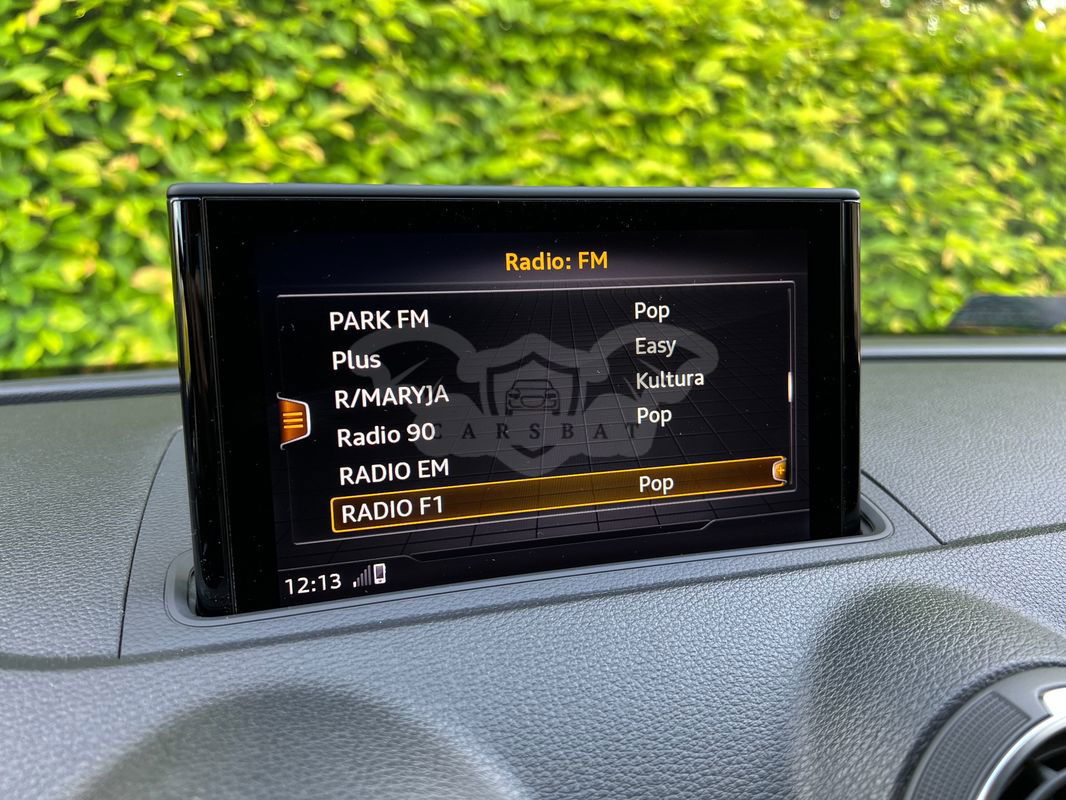 Radio: FM
PARK FM Pop
Plus Easy
R/MARYJA Kultura
Radio 90 Pop
CARSBAT
RADIO EM
RADIO F1 Pop
12:13